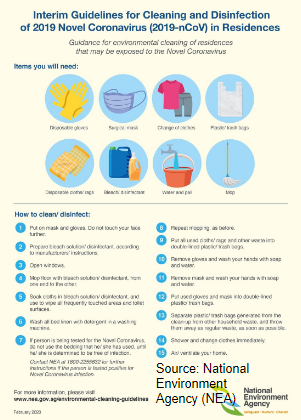 Interim Guidelines for Cleaning and Disinfection
of 2019 Novel Coronavirus (2019-nCoV) in Residences
Guidance for environmental cleaning of residences
that may be exposed to the Novel Coronavirus
Items you will need:
Disposable gloves
Surgical mask
Change of clothes
Plastic trash bags
Disposable cloths/ rags
Bleach/ disinfectant
Water and pail
Mop
How to clean/ disinfect:
1 Put on mask and gloves. Do not touch your face
further.
2 Prepare bleach solution/ disinfectant, according
to manufacturers' instructions.
3 Open windows.
4 Mop floor with bleach solution/ disinfectant, from
one end to the other.
5 Soak cloths in bleach solution/ disinfectant, and
use to wipe all frequently touched areas and toilet
surfaces.
6 Wash all bed linen with detergent in a washing
machine.
7 If a person is being tested for the Novel Coronavirus,
do not use the bedding that he/ she has used, until
he/ she is determined to be free of infection.
Contact NEA at 1800-2255632 for further
instructions if the person is tested positive for
Novel Coronavirus infection.
8 Repeat mopping, as before.
9 Put all used cloths/ rags and other waste into
double-lined plastic trash bags.
10 Remove gloves and wash your hands with soap
and water.
11 Remove mask and wash your hands with soap
and water.
12 Put used gloves and mask into double-lined
plastic trash bags.
13 Separate plastic trash bags generated from the
clean-up from other household waste, and throw
them away as regular waste, as soon as possible.
14 Shower and change clothes immediately
15 Air/ ventilate your home.
For more information, please visit
www.nea.gov.sg/environmental-cleaning-guidelines
February 2020
Source: National
Environment
Agency (NEA)
National
Environment
Agency
Safeguard • Nurture • Cherish